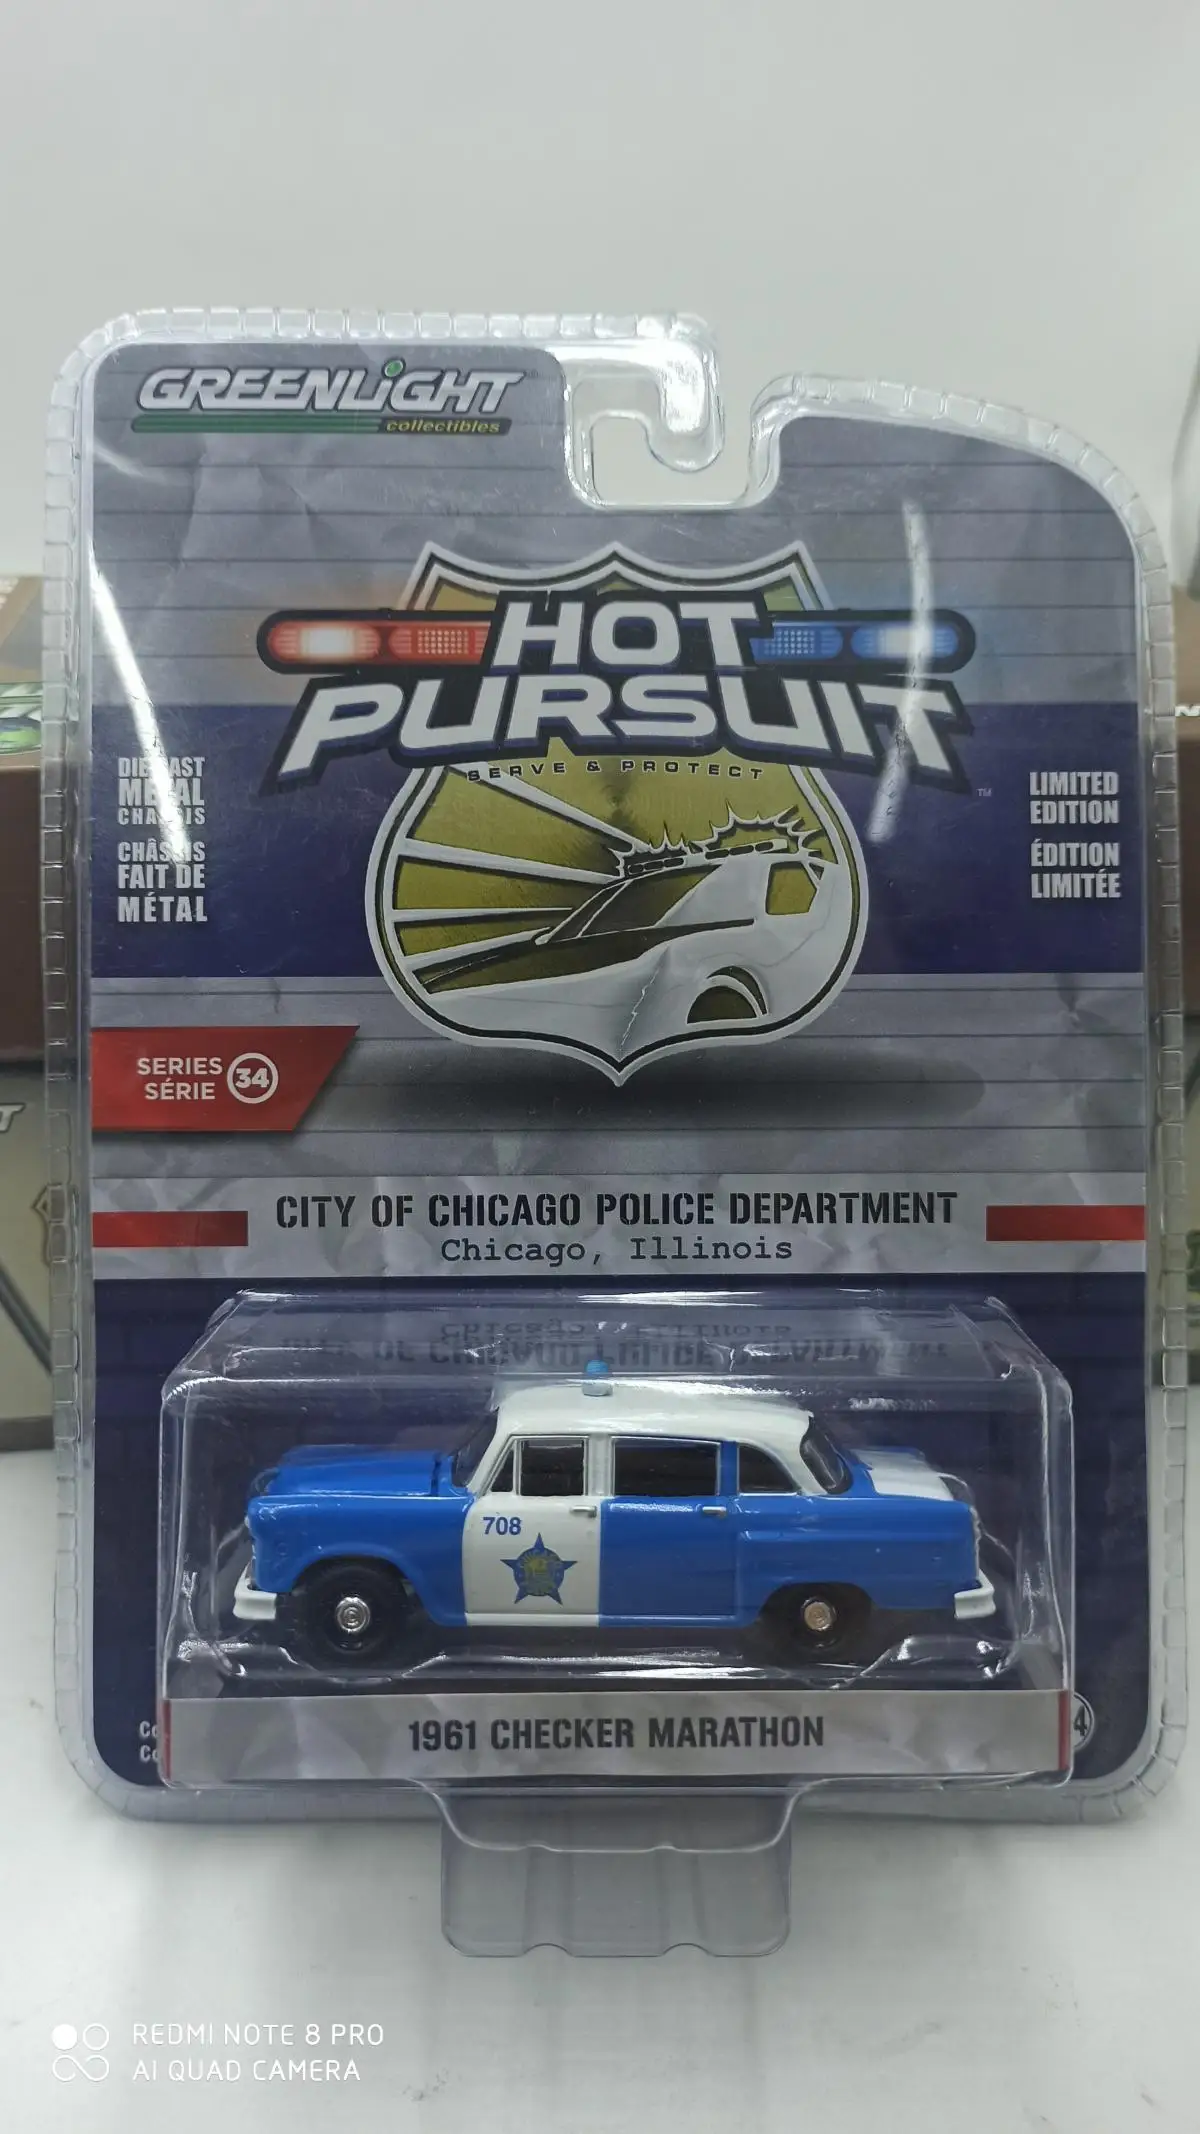 GREENLiGHT
collectibles
HOT
PURSUIT
SERVE & PROTECT
TM
DIE CAST
METAL
CHASSIS
CHÂSSIS
FAIT DE
MÉTAL
LIMITED
EDITION
ÉDITION
LIMITÉE
SERIES
SÉRIE
34
CITY OF CHICAGO POLICE DEPARTMENT
Chicago, Illinois
708
1961 CHECKER MARATHON
REDMI NOTE 8 PRO
AI QUAD CAMERA